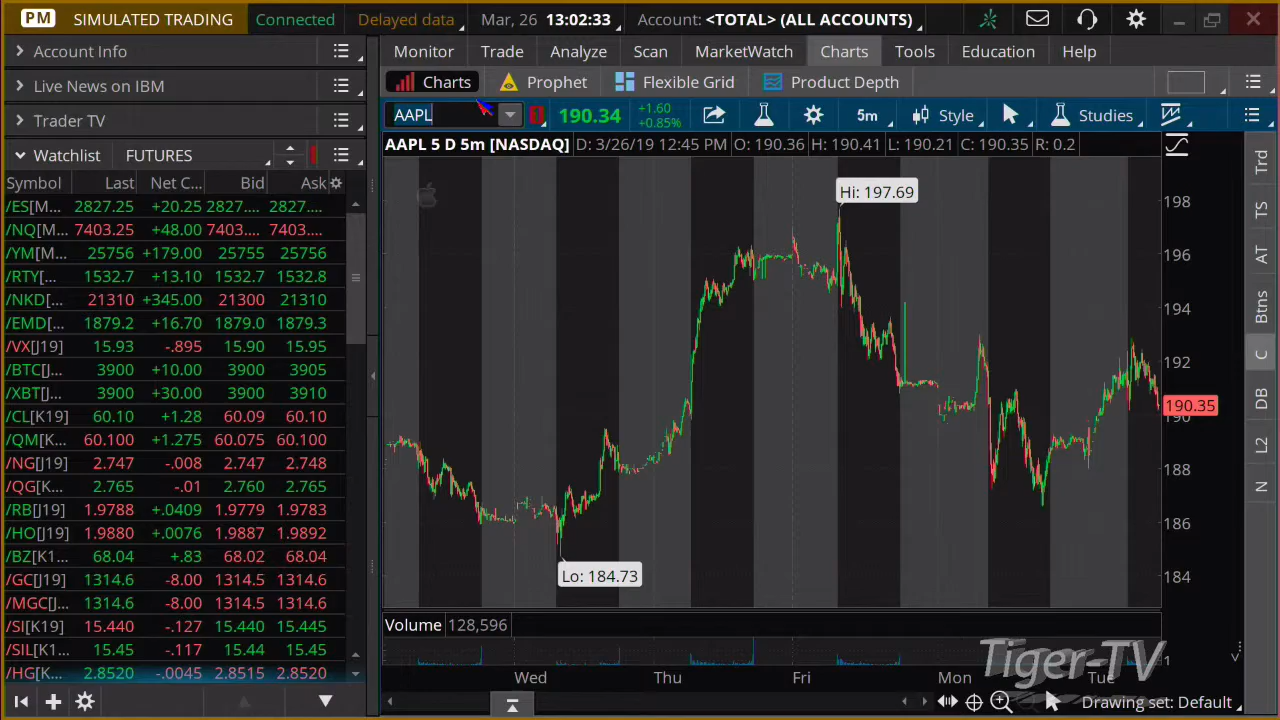 PM SIMULATED TRADING Connected Delayed data Mar, 26 13:02:33 Account: <TOTAL> (ALL ACCOUNTS)
Account Info
Live News on IBM
Trader TV
Watchlist FUTURES
Symbol Last Net C... Bid Ask
/ES[M... 2827.25 +20.25 2827.... 2827....
/NQ[M... 7403.25 +48.00 7403.... 7403....
/YM[M... 25756 +179.00 25755 25756
/RTY[... 1532.7 +13.10 1532.7 1532.8
/NKD[... 21310 +345.00 21300 21310
/EMD[... 1879.2 +16.70 1879.0 1879.3
/VX[J19] 15.93 -.895 15.90 15.95
/BTC[J... 3900 +10.00 3900 3905
/XBT[J... 3900 +30.00 3900 3910
/CL[K19] 60.10 +1.28 60.09 60.10
/QM[K... 60.100 +1.275 60.075 60.100
/NG[J19] 2.747 -.008 2.747 2.748
/QG[K... 2.765 -.01 2.760 2.765
/RB[J19] 1.9788 +.0409 1.9779 1.9783
/HO[J19] 1.9880 +.0076 1.9887 1.9892
/BZ[K1... 68.04 +.83 68.02 68.04
/GC[J19] 1314.6 -8.00 1314.5 1314.6
/MGC[... 1314.6 -8.00 1314.5 1314.6
/SI[K19] 15.440 -.127 15.440 15.445
/SIL[K... 15.45 -.117 15.44 15.45
/HG[K... 2.8520 -.0045 2.8515 2.8520
Monitor Trade Analyze Scan MarketWatch Charts Tools Education Help
Charts Prophet Flexible Grid Product Depth
AAPL 190.34 +1.60 +0.85% 5m Style Studies
AAPL 5 D 5m [NASDAQ] D: 3/26/19 12:45 PM O: 190.36 H: 190.41 L: 190.21 C: 190.35 R: 0.2
Hi: 197.69
198
196
194
192
190.35
190
188
186
184
Lo: 184.73
Volume 128,596
1
Tiger-TV
Wed Thu Fri Mon Tue
Drawing set: Default
Trd
TS
AT
Btns
C
DB
L2
N